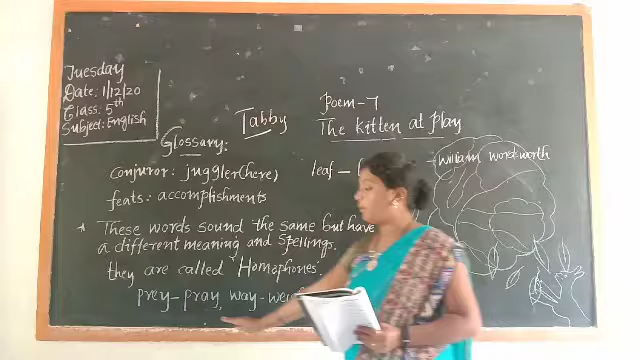 Tuesday
Date: 1/12/20
Class: 5th
Subject: English
Poem-7
Tabby
The kitten at play
Glossary:
William wordsworth
conjuror: juggler(here)
leaf -
feats: accomplishments
* These words sound the same but have
a different meaning and spellings.
they are called 'Homophones'
prey- pray, way-